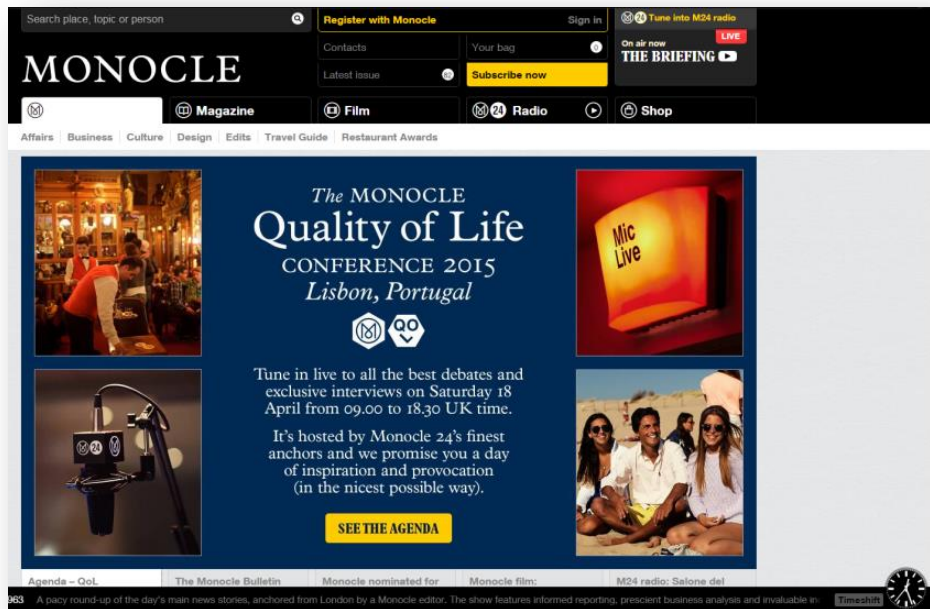 Search place, topic or person
Register with Monocle
Sign in
M 24 Tune into M24 radio
Contacts
Your bag 0
On air now
LIVE
THE BRIEFING
MONOCLE
Latest issue
Subscribe now
M
Magazine
Film
M 24 Radio
Shop
Affairs Business Culture Design Edits Travel Guide Restaurant Awards
The MONOCLE
Quality of Life
CONFERENCE 2015
Lisbon, Portugal
M QOL
Mic
Live
Tune in live to all the best debates and
exclusive interviews on Saturday 18
April from 09.00 to 18.30 UK time.
It's hosted by Monocle 24's finest
anchors and we promise you a day
of inspiration and provocation
(in the nicest possible way).
M 24 M
SEE THE AGENDA
Agenda – QoL
The Monocle Bulletin
Monocle nominated for
Monocle film:
M24 radio: Salone del
963 A pacy round-up of the day's main news stories, anchored from London by a Monocle editor. The show features informed reporting, prescient business analysis and invaluable in
Timeshift